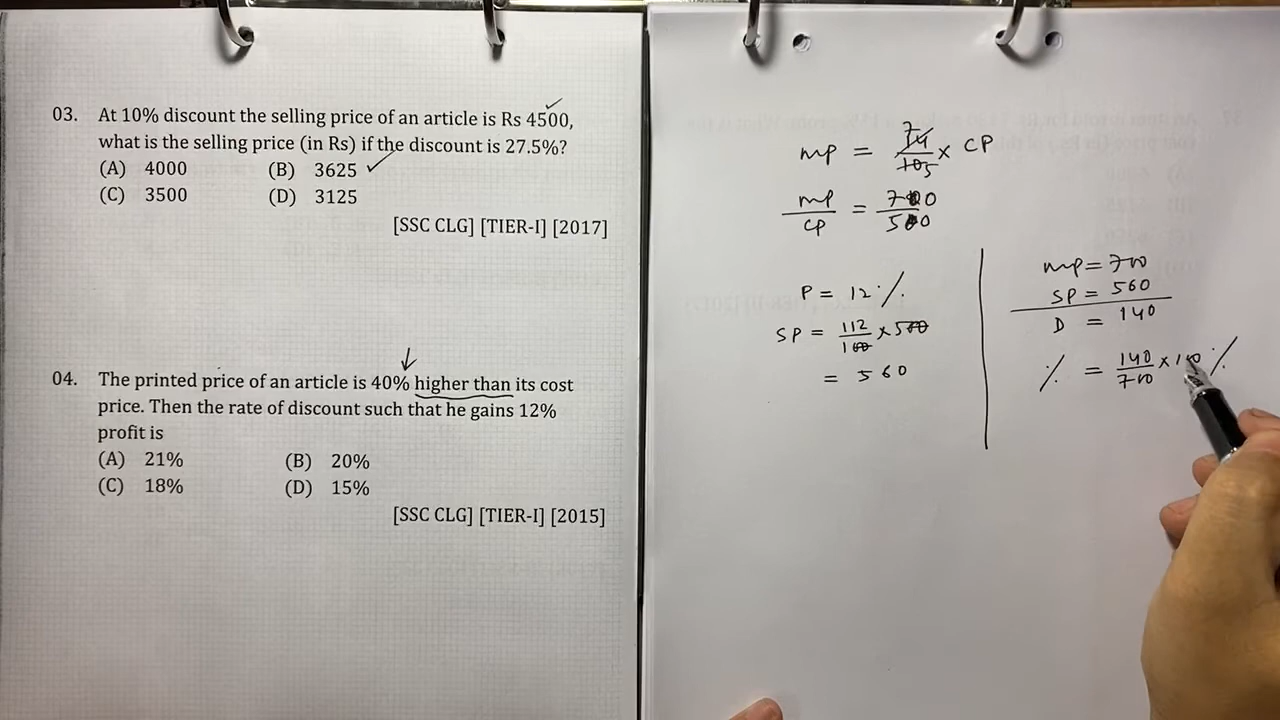 03. At 10% discount the selling price of an article is Rs 4500,
what is the selling price (in Rs) if the discount is 27.5%?
(A) 4000 (B) 3625 ✓
(C) 3500 (D) 3125
[SSC CLG] [TIER-I] [2017]
04. The printed price of an article is 40% higher than its cost
price. Then the rate of discount such that he gains 12%
profit is
(A) 21% (B) 20%
(C) 18% (D) 15%
[SSC CLG] [TIER-I] [2015]
mp = × CP
mp/CP = 700/500
P = 12%
SP = 112/100 × 500
= 560
mp = 700
SP = 560
D = 140
% = 140/700 × 100 %